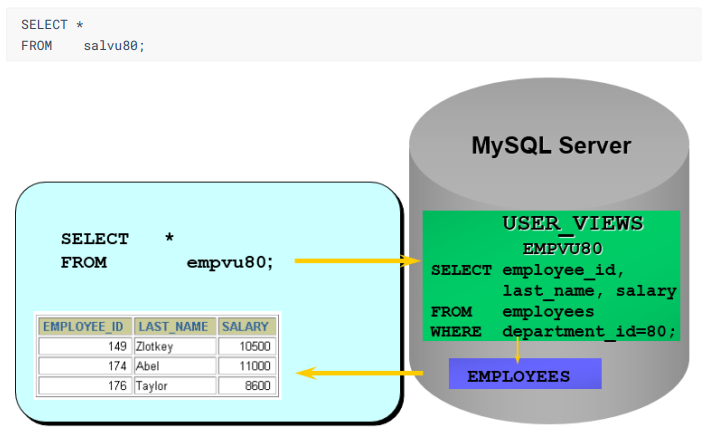 SELECT *
FROM    salvu80;
MySQL Server
SELECT   *
FROM       empvu80;
USER_VIEWS
EMPVU80
SELECT employee_id,
last_name, salary
FROM   employees
WHERE  department_id=80;
EMPLOYEES
EMPLOYEE_ID LAST_NAME SALARY
149 Zlotkey 10500
174 Abel 11000
176 Taylor 8600